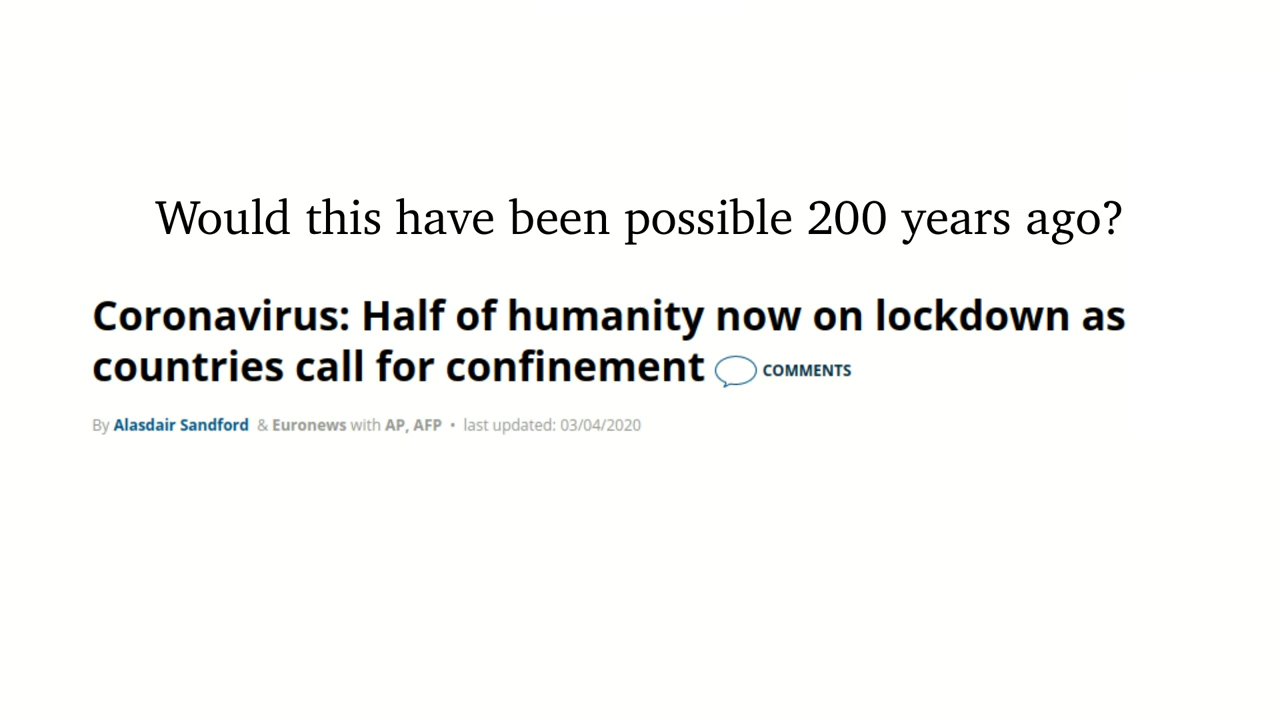 Would this have been possible 200 years ago?
Coronavirus: Half of humanity now on lockdown as
countries call for confinement COMMENTS
By Alasdair Sandford & Euronews with AP, AFP • last updated: 03/04/2020